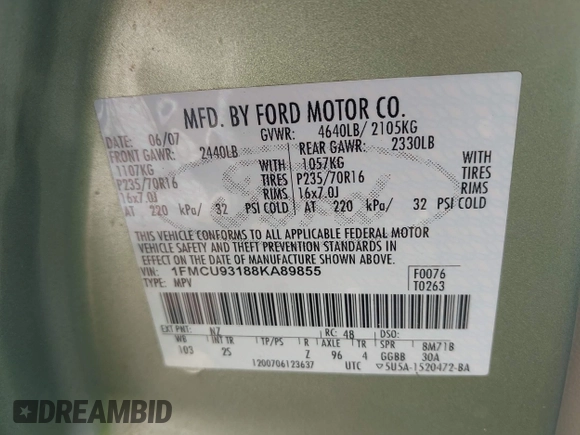 MFD. BY FORD MOTOR CO.
DATE: 06/07 GVWR: 4640LB/ 2105KG
FRONT GAWR: 2440LB REAR GAWR: 2330LB
1107KG WITH 1057KG WITH
P235/70R16 TIRES P235/70R16 TIRES
16x7.0J RIMS 16x7.0J RIMS
AT 220 kPa/ 32 PSI COLD AT 220 kPa/ 32 PSI COLD
THIS VEHICLE CONFORMS TO ALL APPLICABLE FEDERAL MOTOR
VEHICLE SAFETY AND THEFT PREVENTION STANDARDS IN
EFFECT ON THE DATE OF MANUFACTURE SHOWN ABOVE.
VIN: 1FMCU93188KA89855 F0076
TYPE: MPV T0263
EXT PNT: NZ RC: 48 DSO:
WB INT TR TP/PS R AXLE TR SPR 8M71B
103 2S Z 96 4 GGBB 30A
1200706123637 UTC ▽5U5A-1520472-BA
DREAMBID